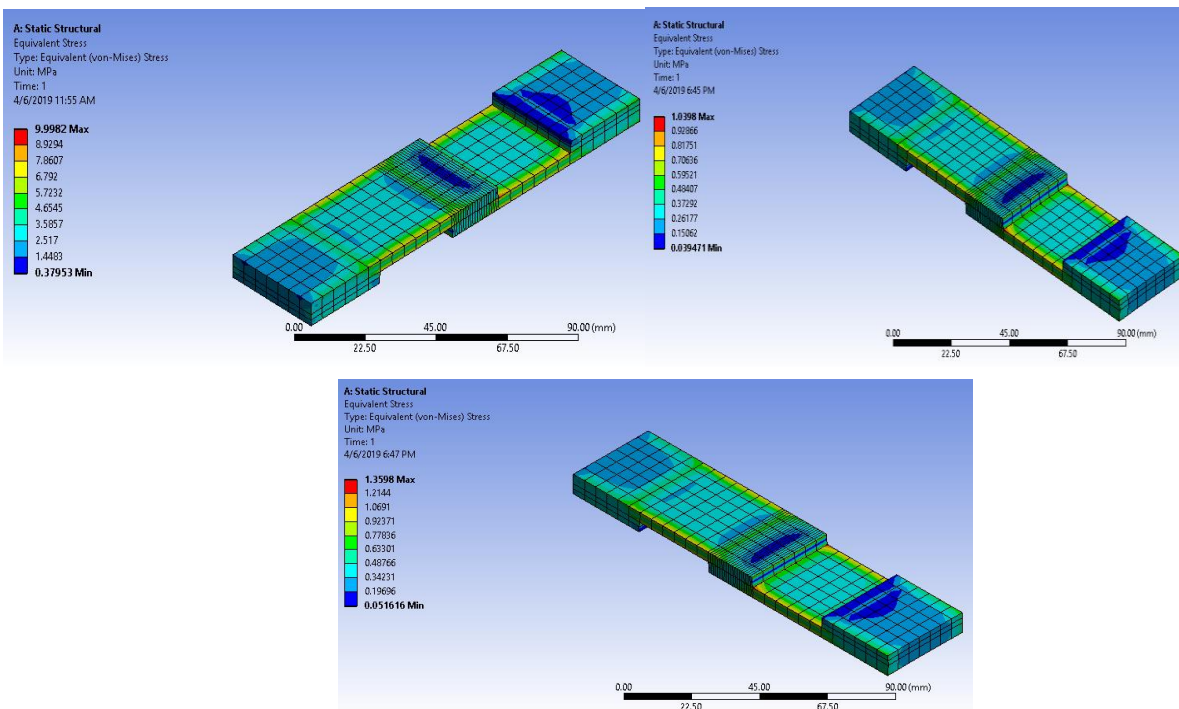 A: Static Structural
Equivalent Stress
Type: Equivalent (von-Mises) Stress
Unit: MPa
Time: 1
4/6/2019 11:55 AM
9.9982 Max
8.9294
7.8607
6.792
5.7232
4.6545
3.5857
2.517
1.4483
0.37953 Min
0.00 45.00 90.00 (mm)
22.50 67.50
A: Static Structural
Equivalent Stress
Type: Equivalent (von-Mises) Stress
Unit: MPa
Time: 1
4/6/2019 6:45 PM
1.0398 Max
0.92866
0.81751
0.70636
0.59521
0.48407
0.37292
0.26177
0.15062
0.039471 Min
0.00 45.00 90.00 (mm)
22.50 67.50
A: Static Structural
Equivalent Stress
Type: Equivalent (von-Mises) Stress
Unit: MPa
Time: 1
4/6/2019 6:47 PM
1.3598 Max
1.2144
1.0691
0.92371
0.77836
0.63301
0.48766
0.34231
0.19696
0.051616 Min
0.00 45.00 90.00 (mm)
22.50 67.50